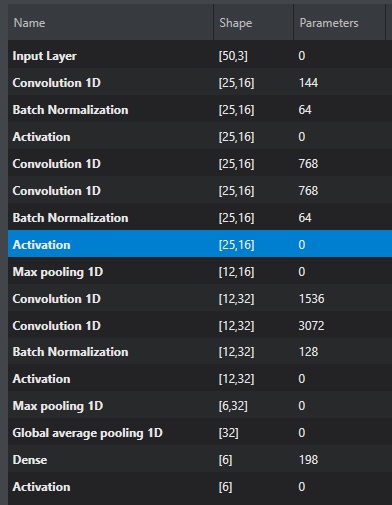 Name Shape Parameters
Input Layer [50,3] 0
Convolution 1D [25,16] 144
Batch Normalization [25,16] 64
Activation [25,16] 0
Convolution 1D [25,16] 768
Convolution 1D [25,16] 768
Batch Normalization [25,16] 64
Activation [25,16] 0
Max pooling 1D [12,16] 0
Convolution 1D [12,32] 1536
Convolution 1D [12,32] 3072
Batch Normalization [12,32] 128
Activation [12,32] 0
Max pooling 1D [6,32] 0
Global average pooling 1D [32] 0
Dense [6] 198
Activation [6] 0